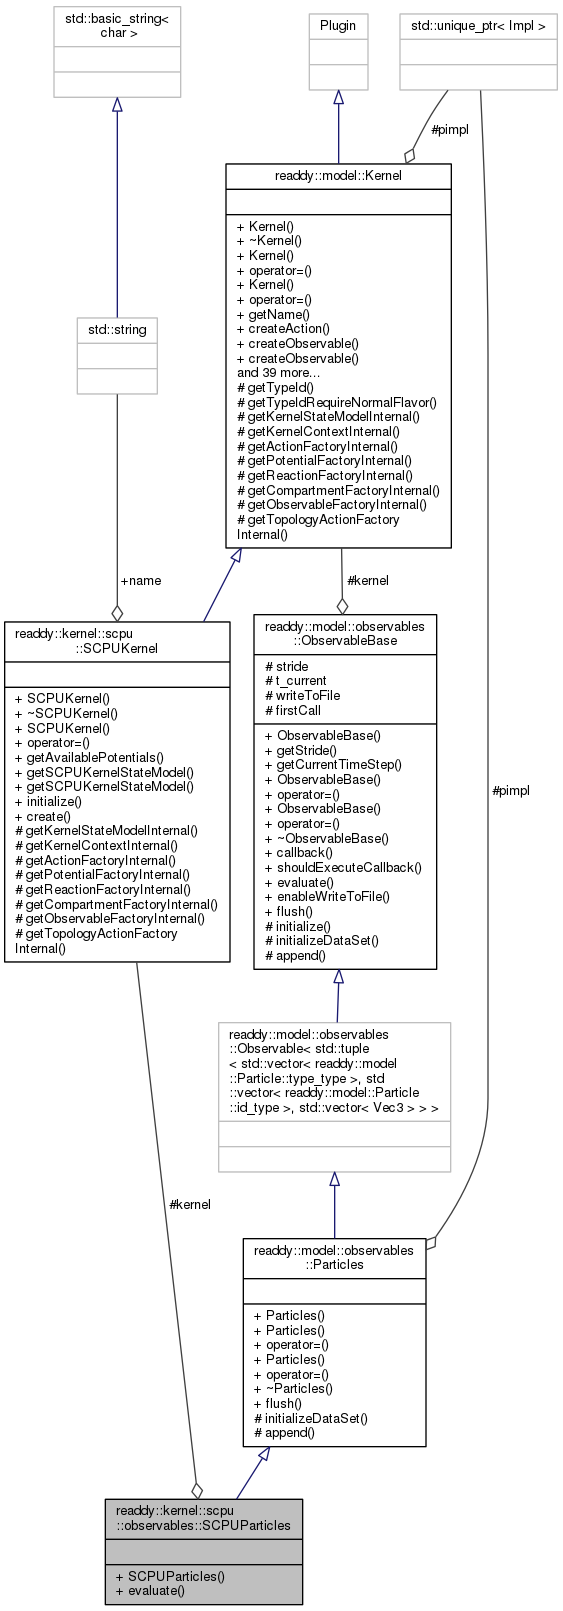 std::basic_string<
char >
Plugin
std::unique_ptr< Impl >
#pimpl
readdy::model::Kernel
+ Kernel()
+ ~Kernel()
+ Kernel()
+ operator=()
+ Kernel()
+ operator=()
+ getName()
+ createAction()
+ createObservable()
+ createObservable()
and 39 more...
# getTypeId()
# getTypeIdRequireNormalFlavor()
# getKernelStateModelInternal()
# getKernelContextInternal()
# getActionFactoryInternal()
# getPotentialFactoryInternal()
# getReactionFactoryInternal()
# getCompartmentFactoryInternal()
# getObservableFactoryInternal()
# getTopologyActionFactory
Internal()
std::string
+name
#kernel
readdy::kernel::scpu
::SCPUKernel
+ SCPUKernel()
+ ~SCPUKernel()
+ SCPUKernel()
+ operator=()
+ getAvailablePotentials()
+ getSCPUKernelStateModel()
+ getSCPUKernelStateModel()
+ initialize()
+ create()
# getKernelStateModelInternal()
# getKernelContextInternal()
# getActionFactoryInternal()
# getPotentialFactoryInternal()
# getReactionFactoryInternal()
# getCompartmentFactoryInternal()
# getObservableFactoryInternal()
# getTopologyActionFactory
Internal()
readdy::model::observables
::ObservableBase
# stride
# t_current
# writeToFile
# firstCall
+ ObservableBase()
+ getStride()
+ getCurrentTimeStep()
+ ObservableBase()
+ operator=()
+ ObservableBase()
+ operator=()
+ ~ObservableBase()
+ callback()
+ shouldExecuteCallback()
+ evaluate()
+ enableWriteToFile()
+ flush()
# initialize()
# initializeDataSet()
# append()
#pimpl
readdy::model::observables
::Observable< std::tuple
< std::vector< readdy::model
::Particle::type_type >, std
::vector< readdy::model::Particle
::id_type >, std::vector< Vec3 > > >
#kernel
readdy::model::observables
::Particles
+ Particles()
+ Particles()
+ operator=()
+ Particles()
+ operator=()
+ ~Particles()
+ flush()
# initializeDataSet()
# append()
readdy::kernel::scpu
::observables::SCPUParticles
+ SCPUParticles()
+ evaluate()